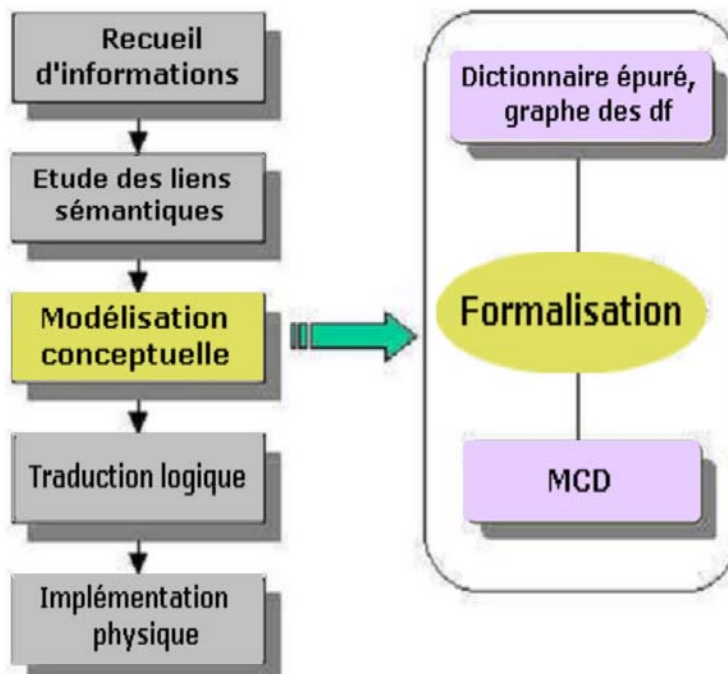 Recueil
d'informations
Etude des liens
sémantiques
Modélisation
conceptuelle
Traduction logique
Implémentation
physique
Dictionnaire épuré,
graphe des df
Formalisation
MCD